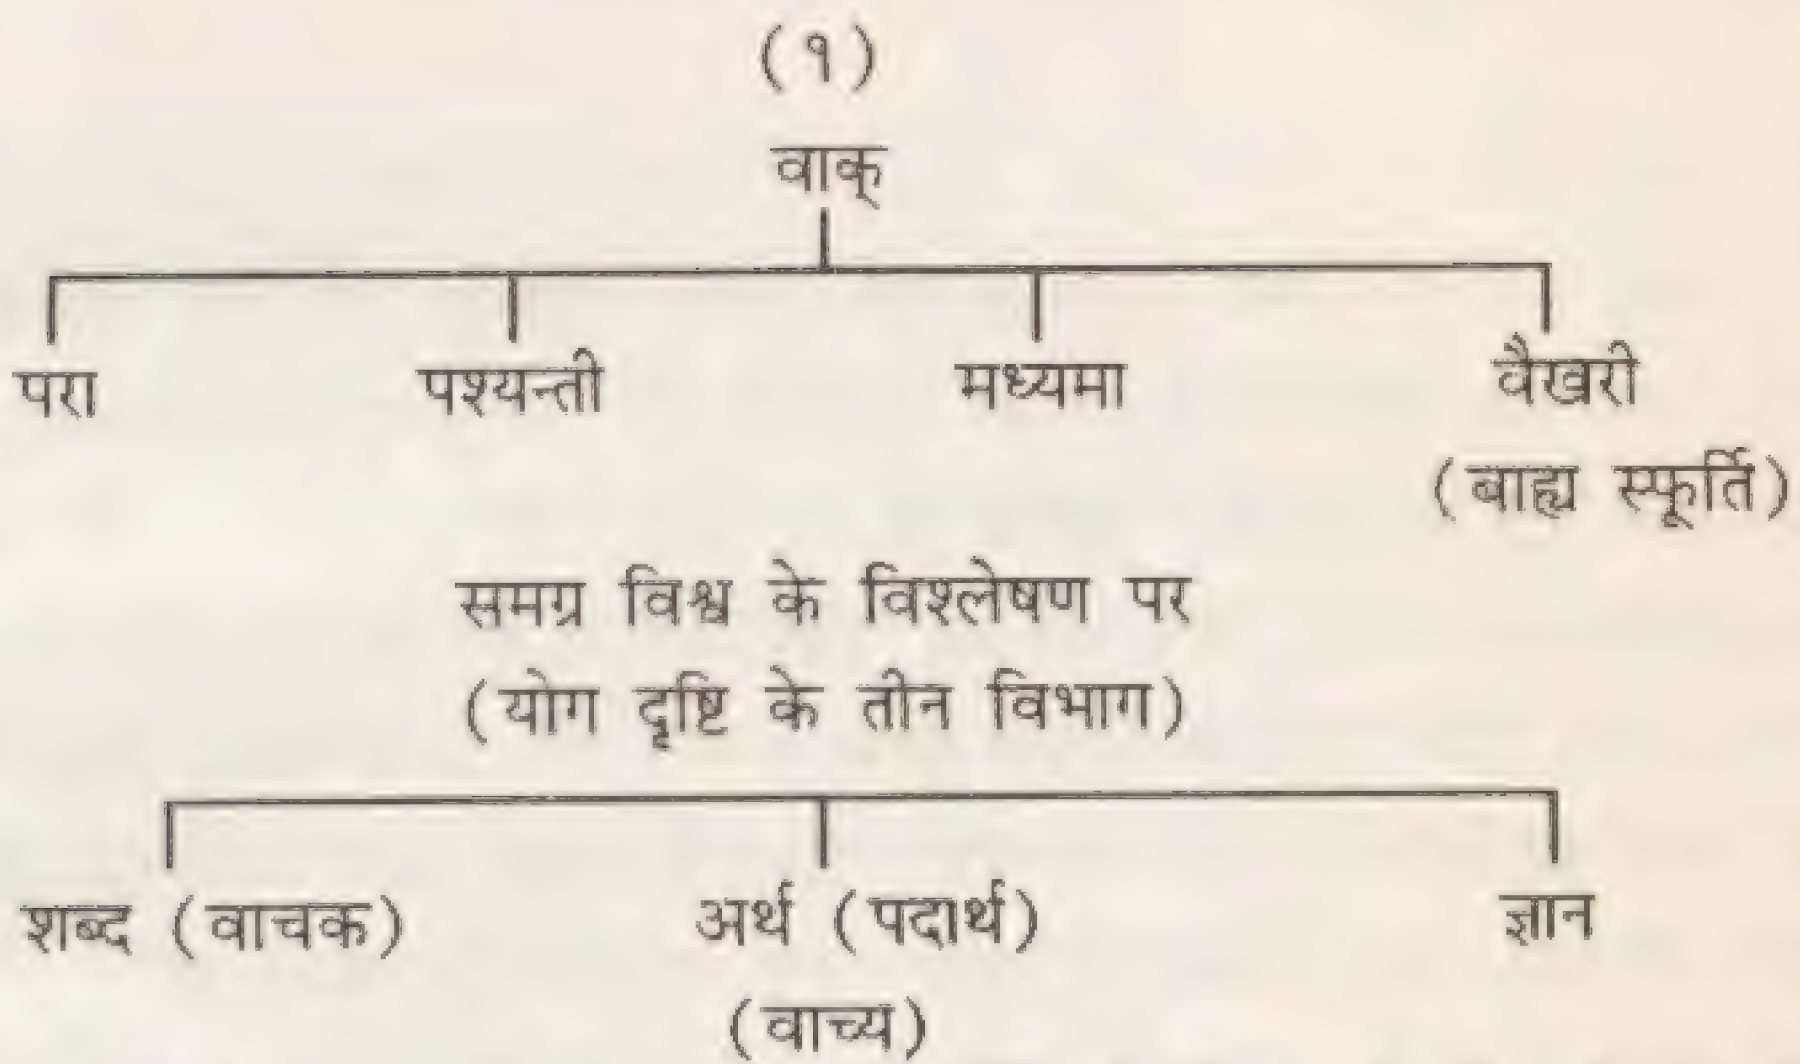 (१)
वाक्
परा पश्यन्ती मध्यमा वैखरी
(बाह्य स्फूर्ति)
समग्र विश्व के विश्लेषण पर
(योग दृष्टि के तीन विभाग)
शब्द (वाचक) अर्थ (पदार्थ) ज्ञान
(वाच्य)